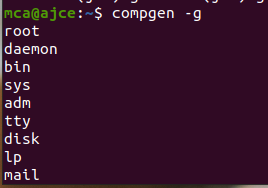 mca@ajce:~$ compgen -g
root
daemon
bin
sys
adm
tty
disk
lp
mail